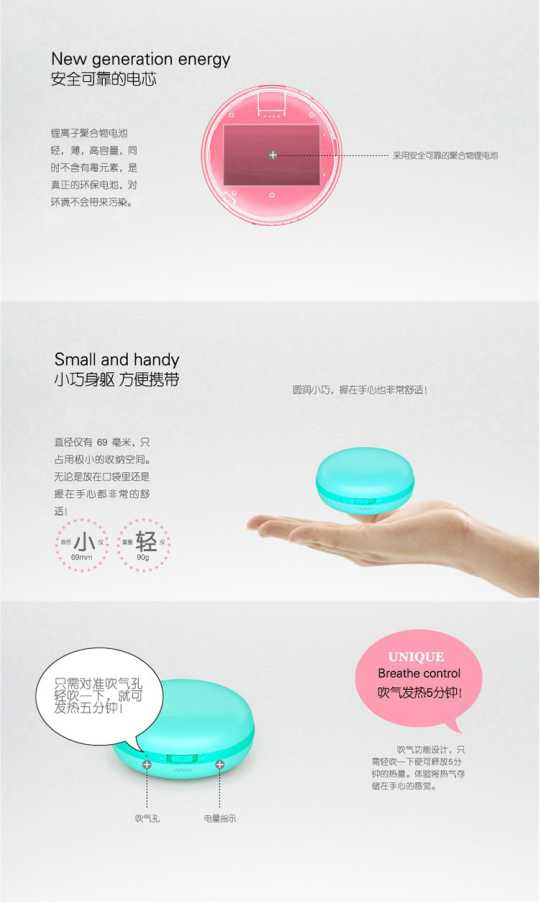 New generation energy
安全可靠的电芯
锂离子聚合物电池
轻，薄，高容量，同
时不含有毒元素，是
真正的环保电池，对
环境不会带来污染。
采用安全可靠的聚合物锂电池
Small and handy
小巧身躯 方便携带
圆润小巧，握在手心也非常舒适！
直径仅有 69 毫米，只
占用极小的收纳空间。
无论是放在口袋里还是
握在手心都非常的舒
适！
直径 小 仅
69mm
重量 轻 仅
90g
只需对准吹气孔
轻吹一下，就可
发热五分钟！
吹气孔
电量指示
UNIQUE
Breathe control
吹气发热5分钟！
吹气功能设计，只
需轻吹一下便可释放5分
钟的热量。体验将热气存
储在手心的感觉。